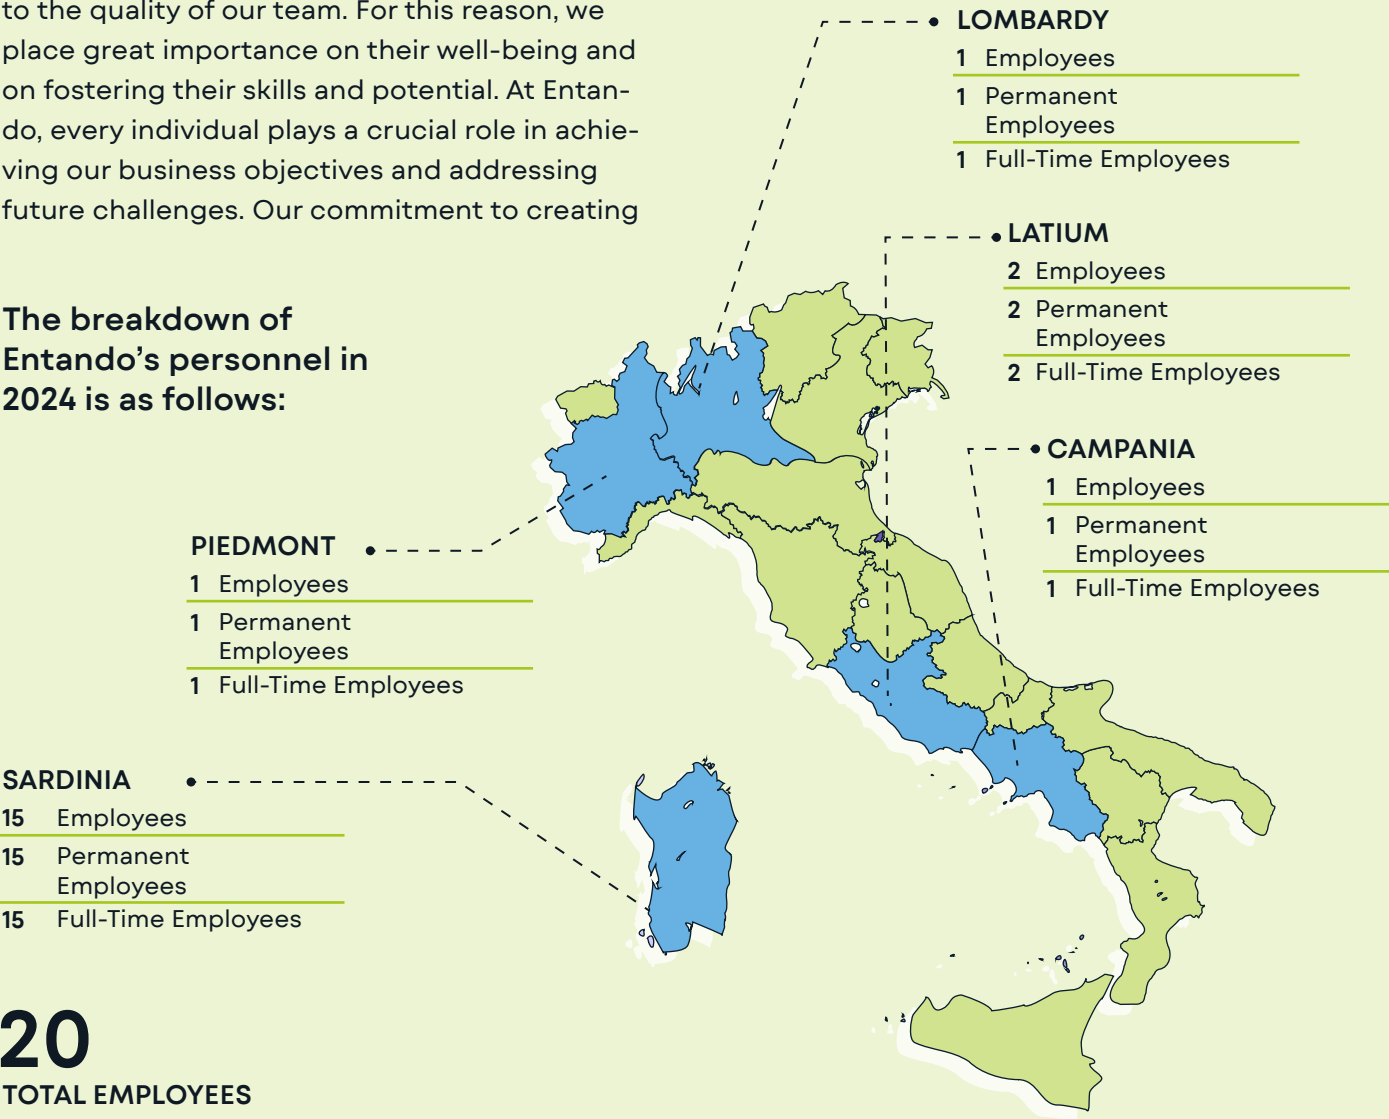 to the quality of our team. For this reason, we
place great importance on their well-being and
on fostering their skills and potential. At Entan-
do, every individual plays a crucial role in achie-
ving our business objectives and addressing
future challenges. Our commitment to creating
The breakdown of
Entando's personnel in
2024 is as follows:
LOMBARDY
1 Employees
1 Permanent
Employees
1 Full-Time Employees
LATIUM
2 Employees
2 Permanent
Employees
2 Full-Time Employees
CAMPANIA
1 Employees
1 Permanent
Employees
1 Full-Time Employees
PIEDMONT
1 Employees
1 Permanent
Employees
1 Full-Time Employees
SARDINIA
15 Employees
15 Permanent
Employees
15 Full-Time Employees
20
TOTAL EMPLOYEES